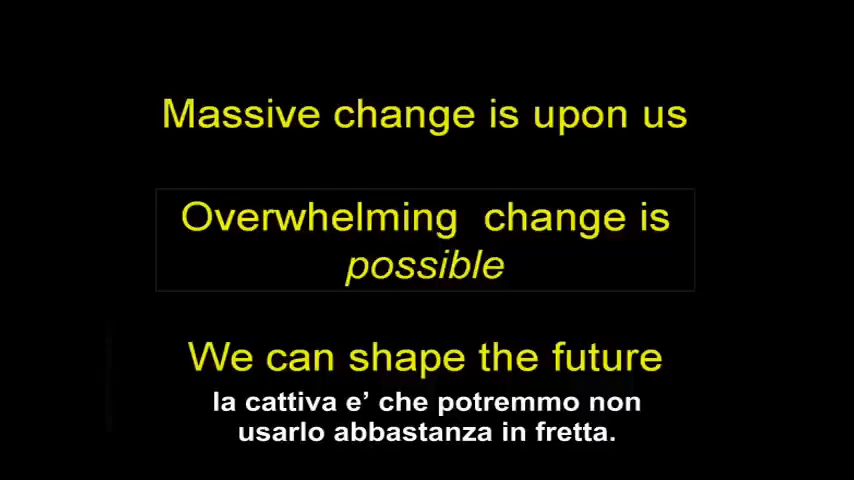 Massive change is upon us
Overwhelming change is
possible
We can shape the future
la cattiva e’ che potremmo non
usarlo abbastanza in fretta.